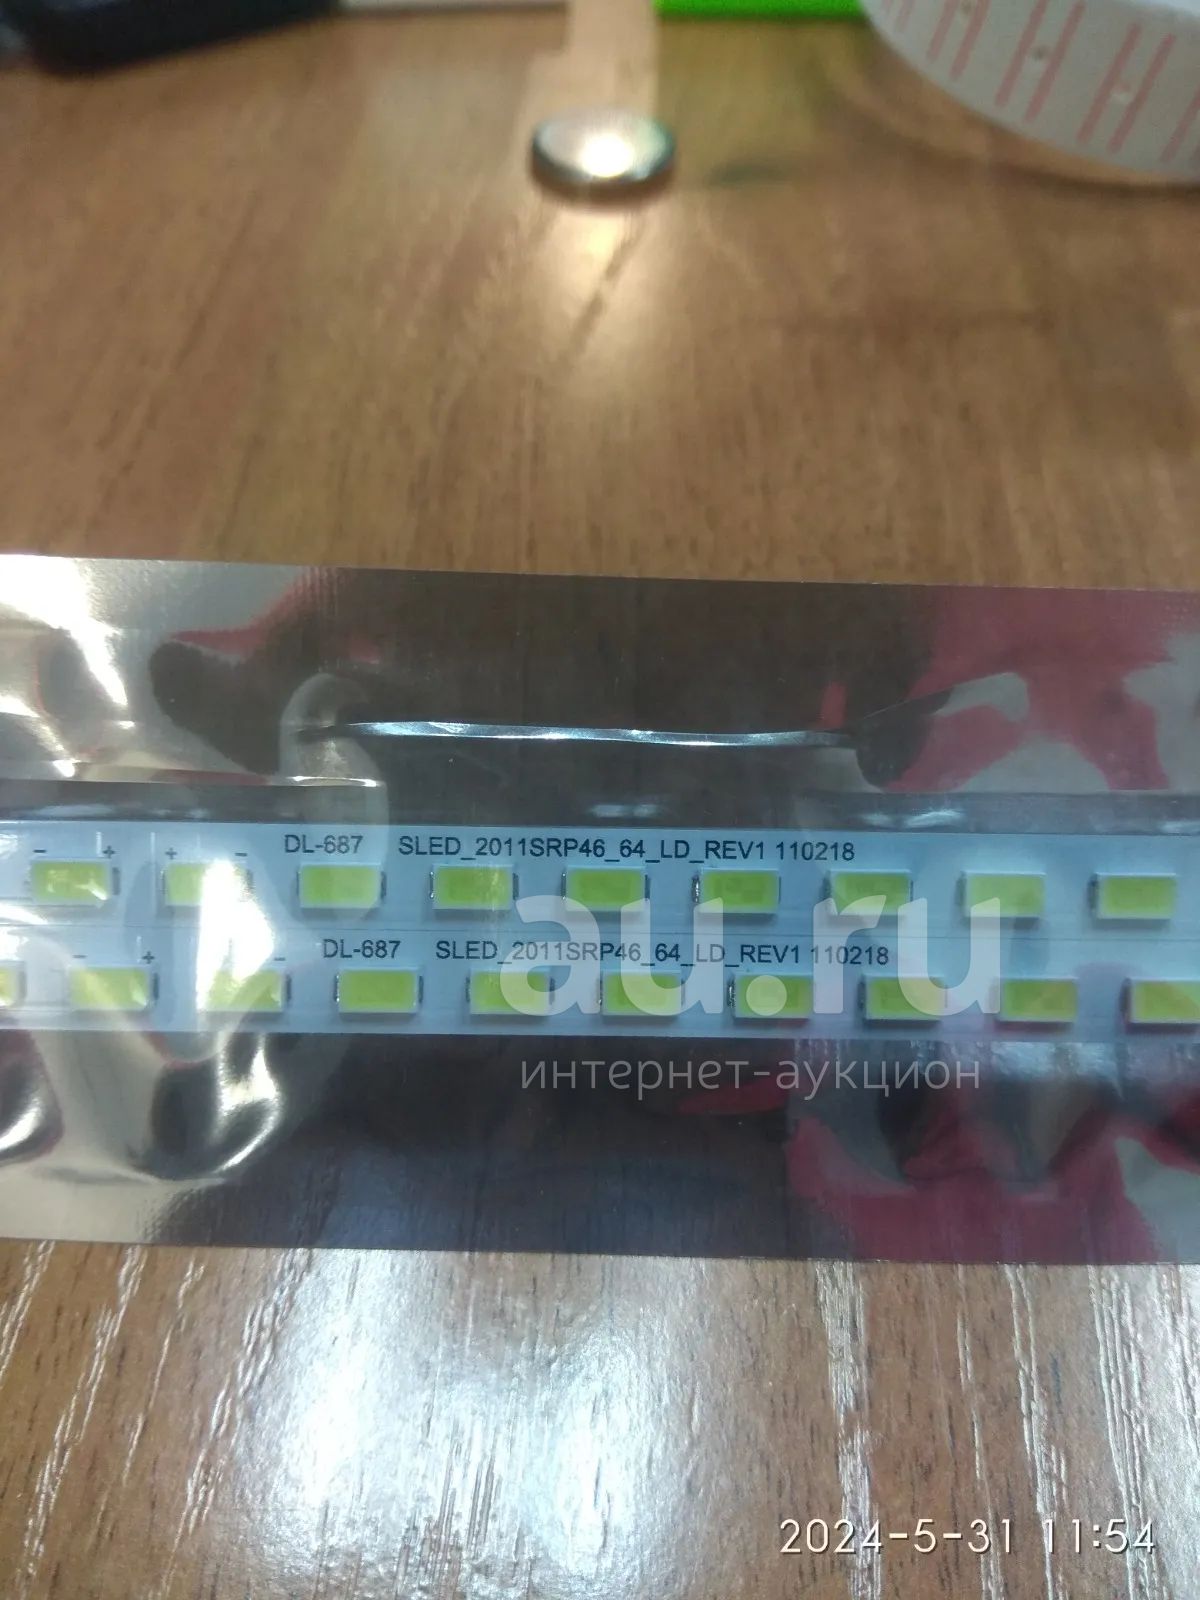 DL-687 SLED_2011SRP46_64_LD_REV1 110218
DL-687 SLED_2011SRP46_64_LD_REV1 110218
au.ru
интернет-аукцион
2024-5-31 11:54